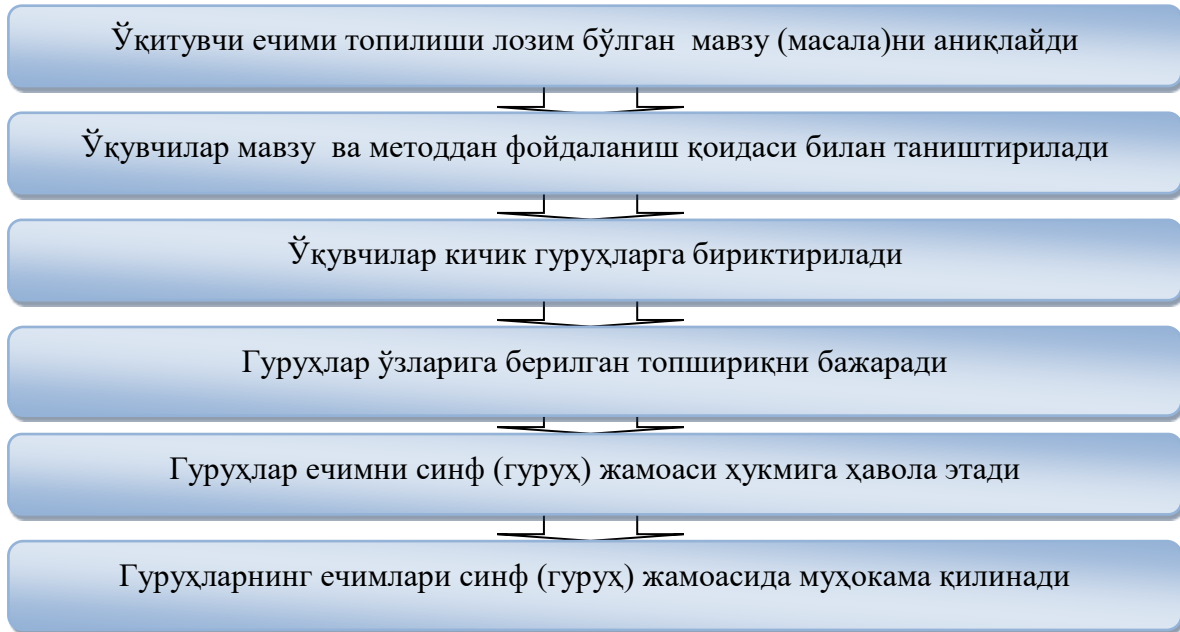 Ўқитувчи ечими топилиши лозим бўлган мавзу (масала)ни аниқлайди
Ўқувчилар мавзу ва методдан фойдаланиш қоидаси билан таништирилади
Ўқувчилар кичик гуруҳларга бириктирилади
Гуруҳлар ўзларига берилган топшириқни бажаради
Гуруҳлар ечимни синф (гуруҳ) жамоаси ҳукмига ҳавола этади
Гуруҳларнинг ечимлари синф (гуруҳ) жамоасида муҳокама қилинади